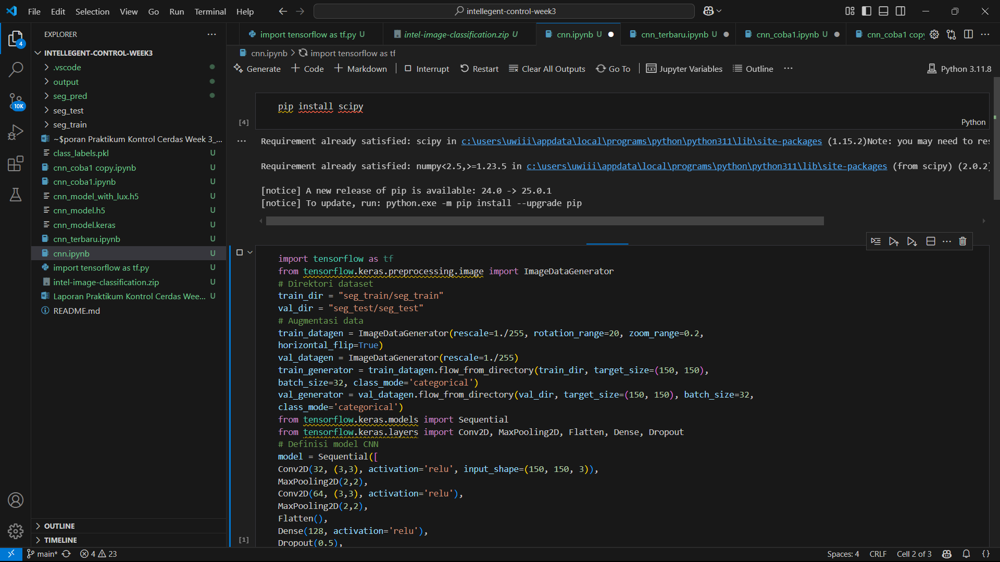 File Edit Selection View Go Run Terminal Help
intellegent-control-week3
EXPLORER
import tensorflow as tf.py U
intel-image-classification.zip U
cnn.ipynb U
cnn_terbaru.ipynb U
cnn_coba1.ipynb U
cnn_coba1 copy
4
10K
INTELLEGENT-CONTROL-WEEK3
.vscode
output
seg_pred
seg_test
seg_train
~$poran Praktikum Kontrol Cerdas Week 3_...
class_labels.pkl U
cnn_coba1 copy.ipynb U
cnn_coba1.ipynb U
cnn_model_with_lux.h5 U
cnn_model.h5 U
cnn_model.keras U
cnn_terbaru.ipynb U
cnn.ipynb U
import tensorflow as tf.py U
intel-image-classification.zip U
Laporan Praktikum Kontrol Cerdas Wee... U
README.md
OUTLINE
TIMELINE
cnn.ipynb > import tensorflow as tf
Generate + Code + Markdown Interrupt Restart Clear All Outputs Go To Jupyter Variables Outline ... Python 3.11.8
pip install scipy
[4]
Python
Requirement already satisfied: scipy in c:\users\uwiii\appdata\local\programs\python\python311\lib\site-packages (1.15.2)Note: you may need to res
Requirement already satisfied: numpy<2.5,>=1.23.5 in c:\users\uwiii\appdata\local\programs\python\python311\lib\site-packages (from scipy) (2.0.2)
[notice] A new release of pip is available: 24.0 -> 25.0.1
[notice] To update, run: python.exe -m pip install --upgrade pip
import tensorflow as tf
from tensorflow.keras.preprocessing.image import ImageDataGenerator
# Direktori dataset
train_dir = "seg_train/seg_train"
val_dir = "seg_test/seg_test"
# Augmentasi data
train_datagen = ImageDataGenerator(rescale=1./255, rotation_range=20, zoom_range=0.2,
horizontal_flip=True)
val_datagen = ImageDataGenerator(rescale=1./255)
train_generator = train_datagen.flow_from_directory(train_dir, target_size=(150, 150),
batch_size=32, class_mode='categorical')
val_generator = val_datagen.flow_from_directory(val_dir, target_size=(150, 150), batch_size=32,
class_mode='categorical')
from tensorflow.keras.models import Sequential
from tensorflow.keras.layers import Conv2D, MaxPooling2D, Flatten, Dense, Dropout
# Definisi model CNN
model = Sequential([
Conv2D(32, (3,3), activation='relu', input_shape=(150, 150, 3)),
MaxPooling2D(2,2),
Conv2D(64, (3,3), activation='relu'),
MaxPooling2D(2,2),
Flatten(),
Dense(128, activation='relu'),
Dropout(0.5),
[1]
main* 4 23
Spaces: 4 CRLF Cell 2 of 3